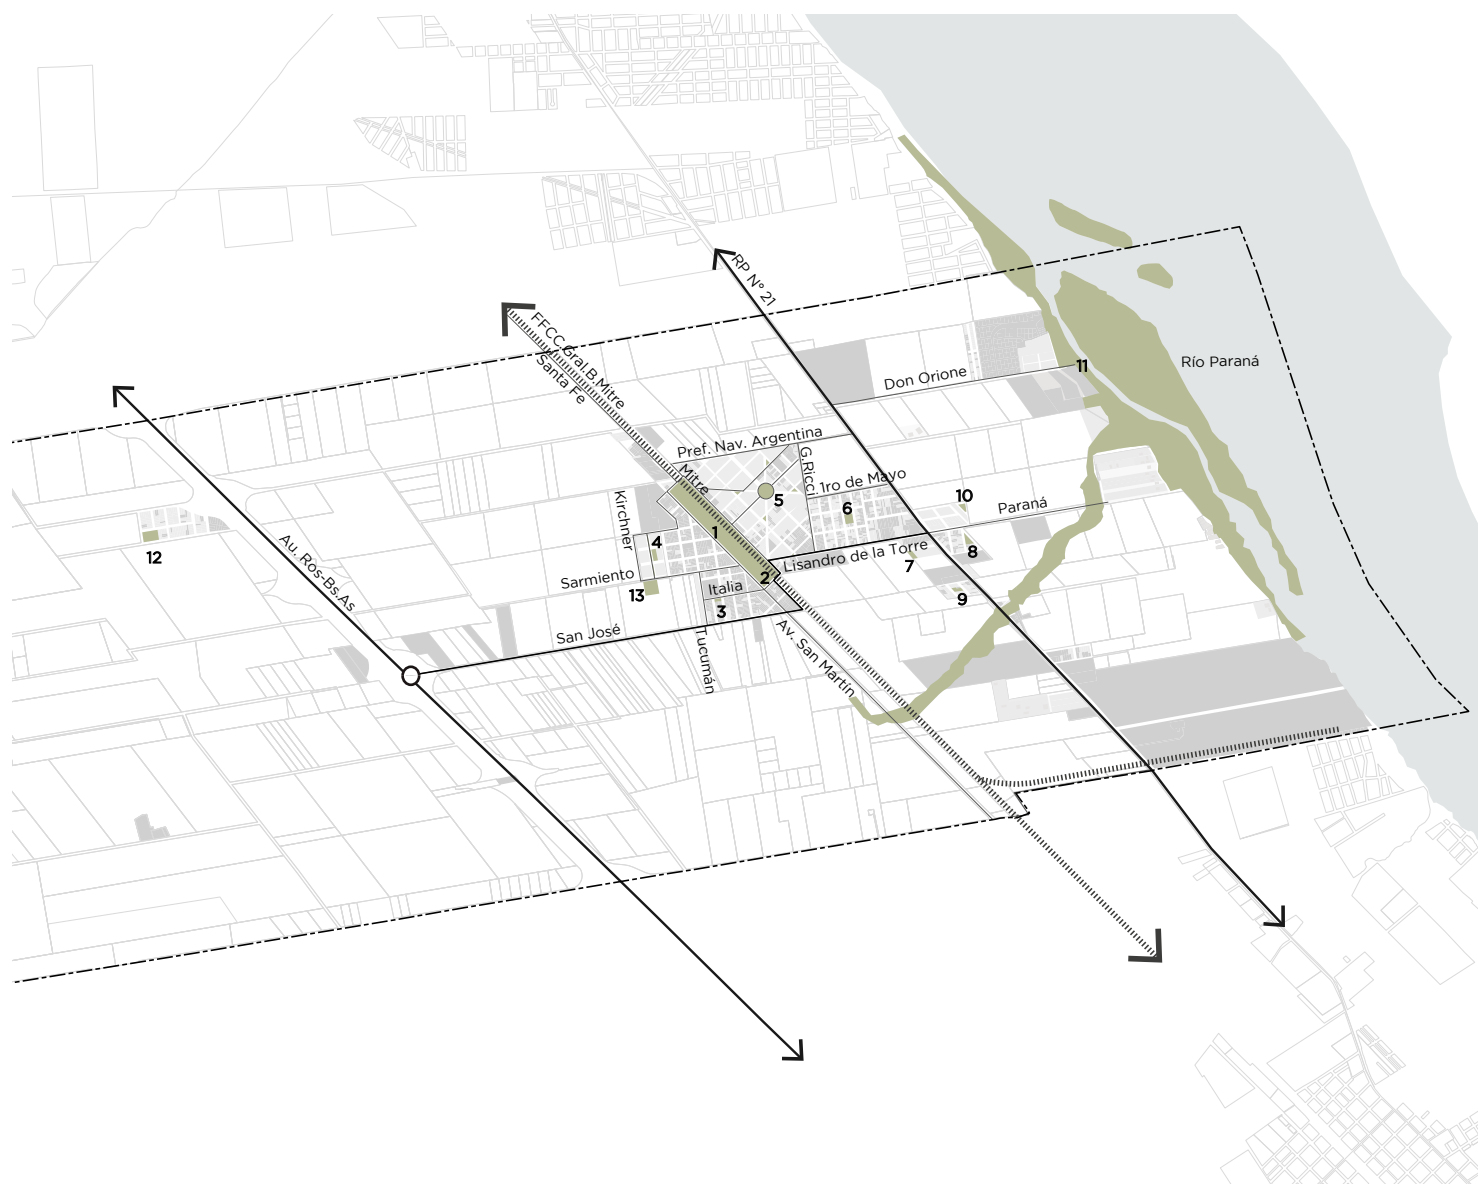 RP N° 21
FFCC.Gral.B.Mitre
Santa Fe
Río Paraná
11
Don Orione
Pref. Nav. Argentina
Mitre
G.Ricci
1ro de Mayo
Kirchner
5
6
10
Paraná
1
4
12
Au. Ros-Bs.As
Lisandro de la Torre
8
7
Sarmiento
2
13
Italia
9
3
San José
Tucumán
Av. San Martín